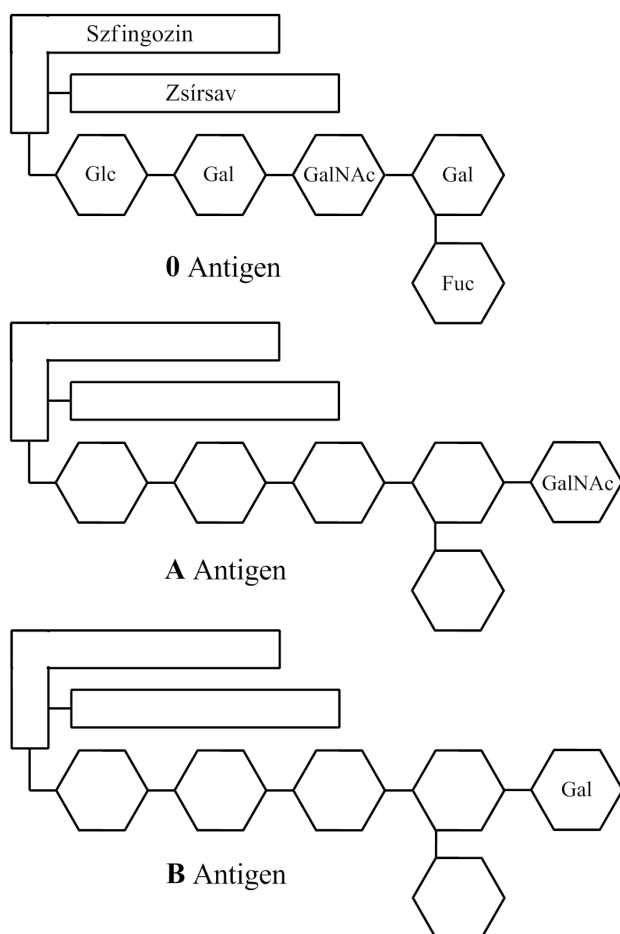 Szfingozin
Zsírsav
Glc Gal GalNAc Gal
Fuc
0 Antigen
GalNAc
A Antigen
Gal
B Antigen